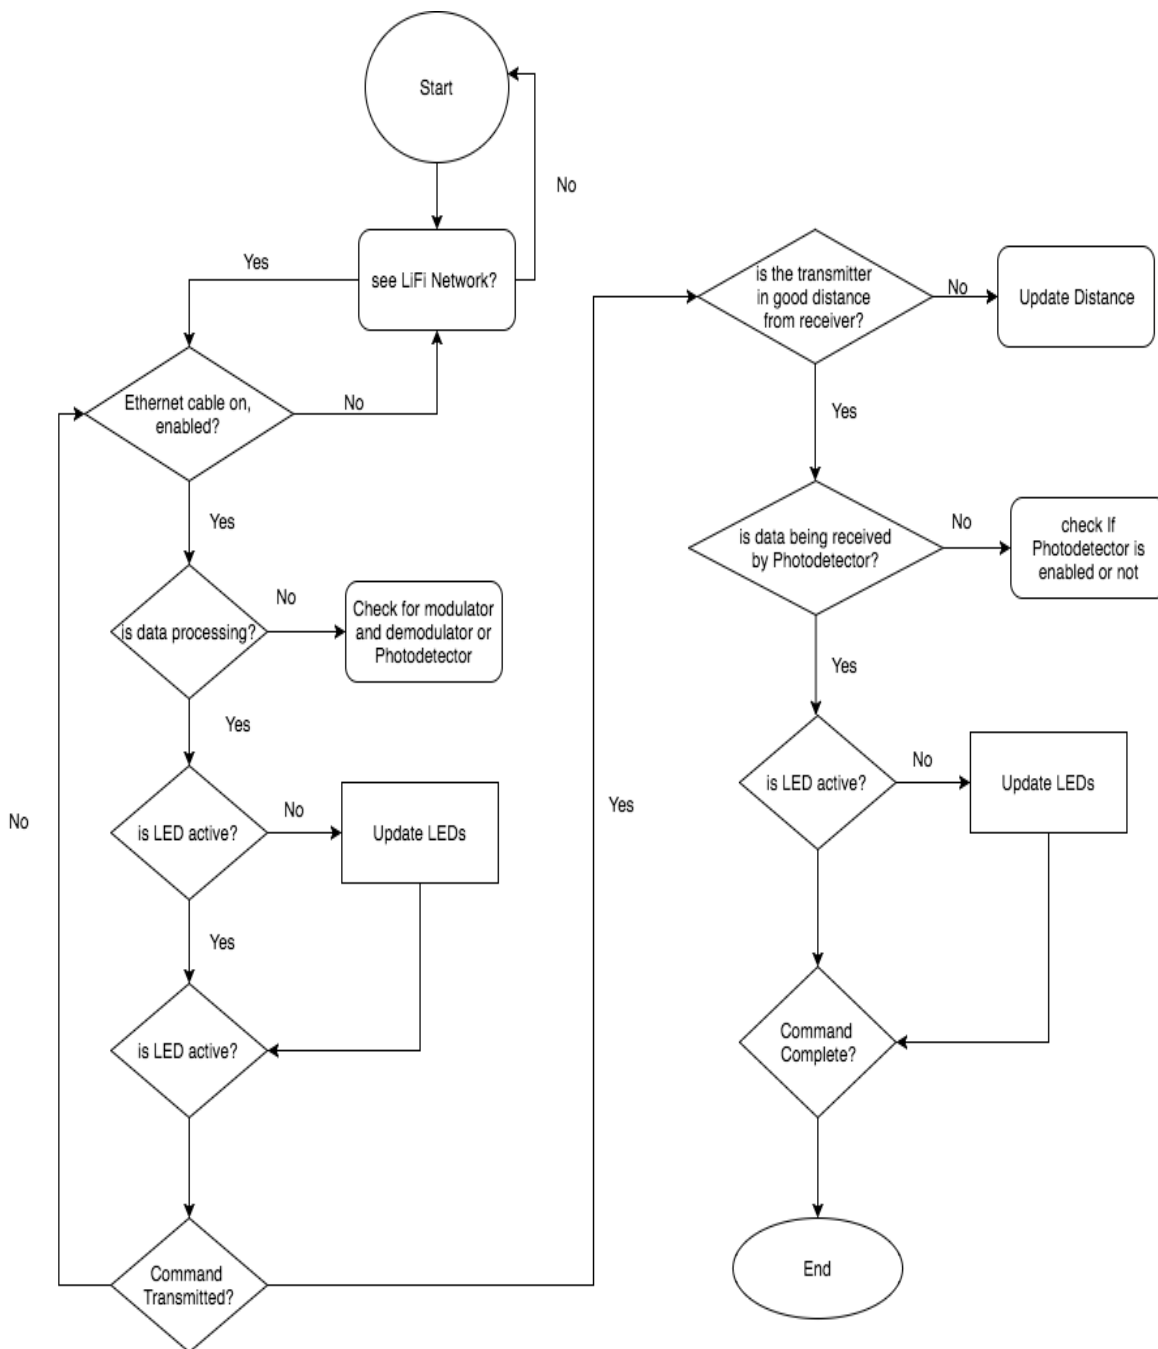 Start
No
Yes
see LiFi Network?
Ethernet cable on,
enabled?
No
Yes
is data processing?
No
Check for modulator
and demodulator or
Photodetector
Yes
is LED active?
No
Update LEDs
Yes
is LED active?
No
Command
Transmitted?
Yes
is the transmitter
in good distance
from receiver?
No
Update Distance
Yes
is data being received
by Photodetector?
No
check If
Photodetector is
enabled or not
Yes
is LED active?
No
Update LEDs
Command
Complete?
End